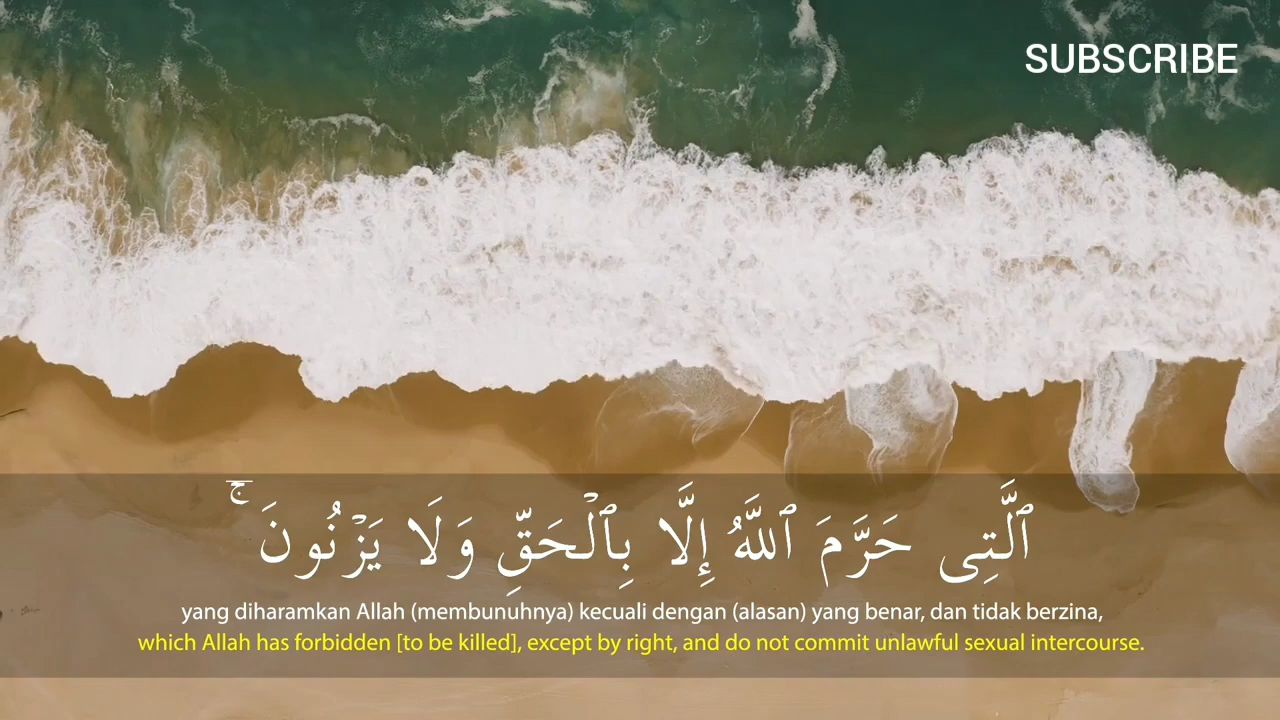 SUBSCRIBE
ٱلَّتِى حَرَّمَ ٱللَّهُ إِلَّا بِٱلْحَقِّ وَلَا يَزْنُونَ ۚ
yang diharamkan Allah (membunuhnya) kecuali dengan (alasan) yang benar, dan tidak berzina,
which Allah has forbidden [to be killed], except by right, and do not commit unlawful sexual intercourse.